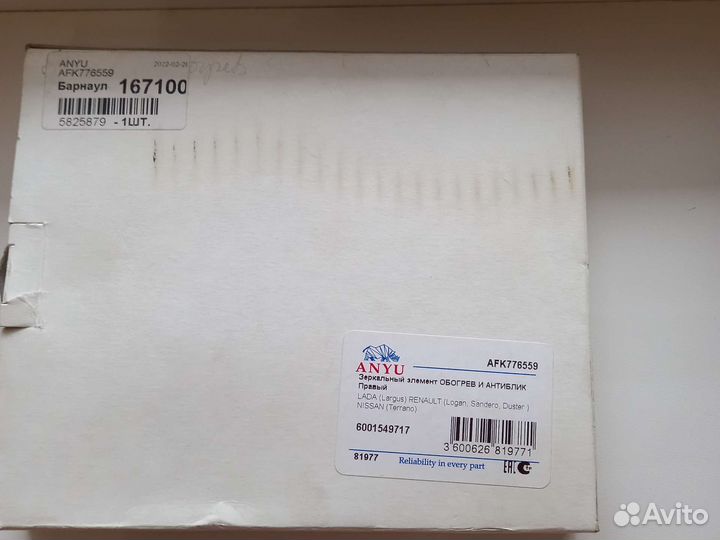 ANYU
AFK776559
Барнаул 167100
5825879 - 1ШТ.
ANYU
AFK776559
Зеркальный элемент ОБОГРЕВ И АНТИБЛИК
Правый
LADA (Largus) RENAULT (Logan, Sandero, Duster )
NISSAN (Terrano)
6001549717
3 600626 819771
81977
Reliability in every part
EAC
Avito